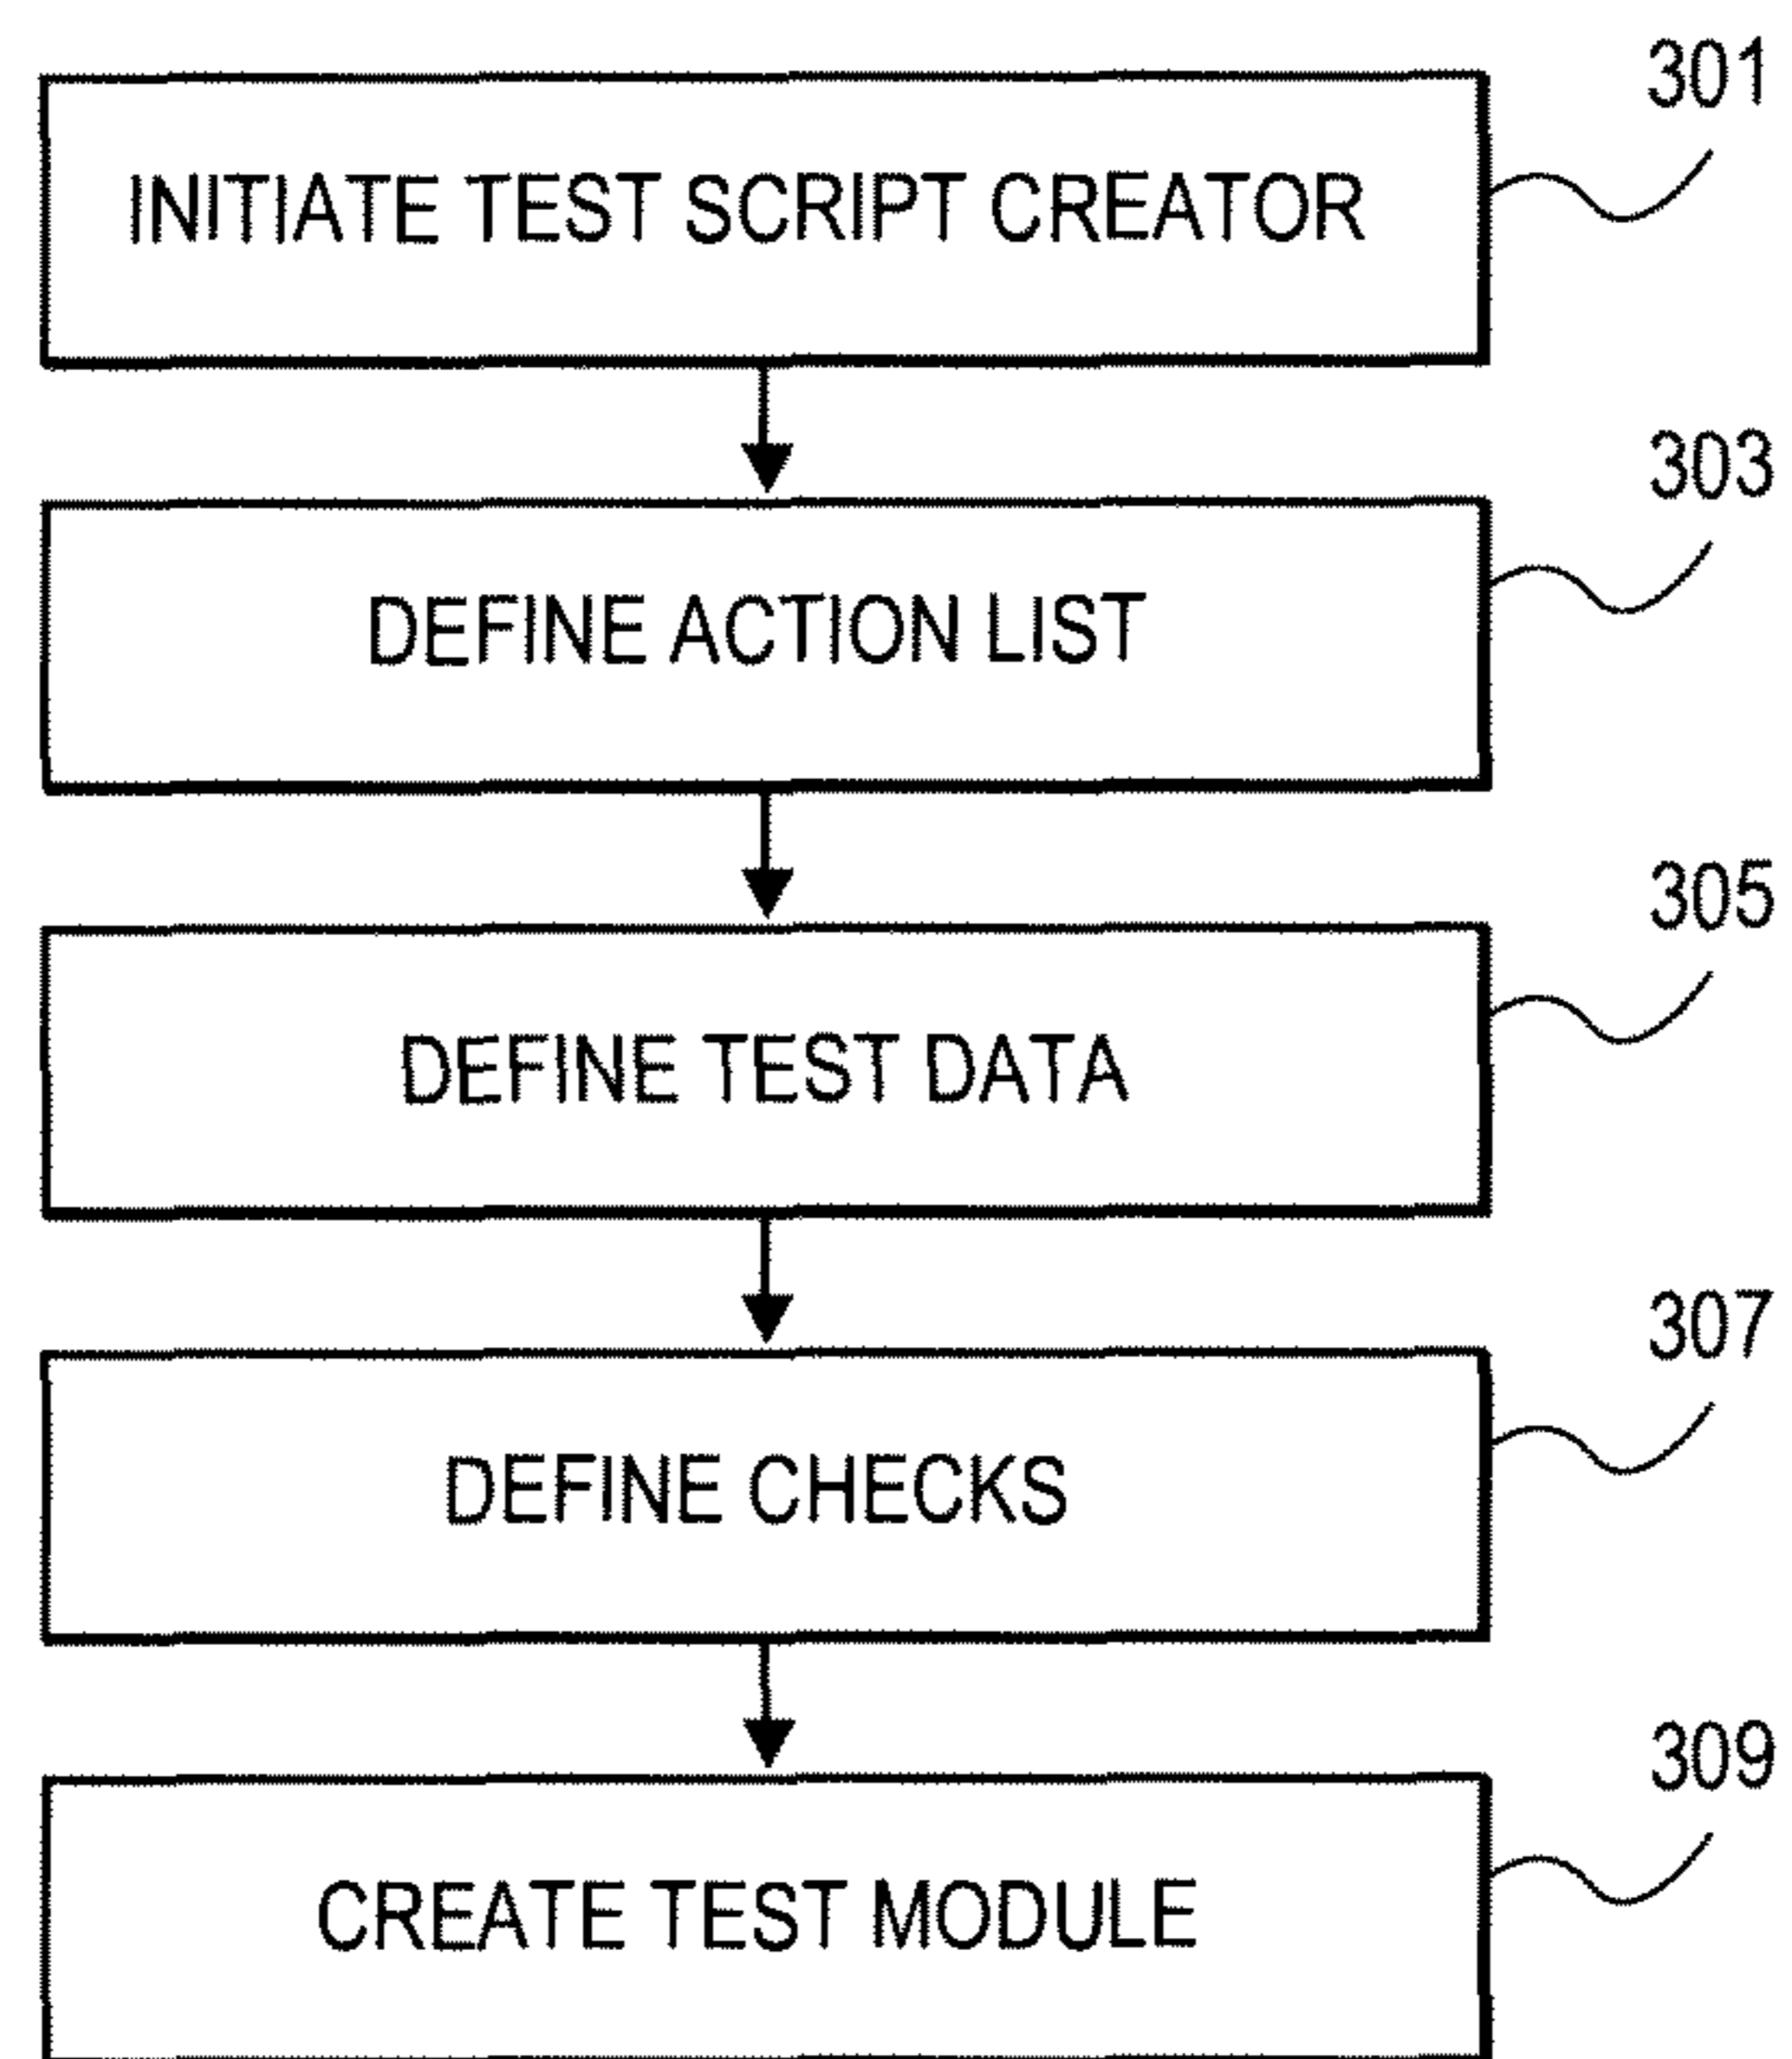 301
INITIATE TEST SCRIPT CREATOR
303
DEFINE ACTION LIST
305
DEFINE TEST DATA
307
DEFINE CHECKS
309
CREATE TEST MODULE